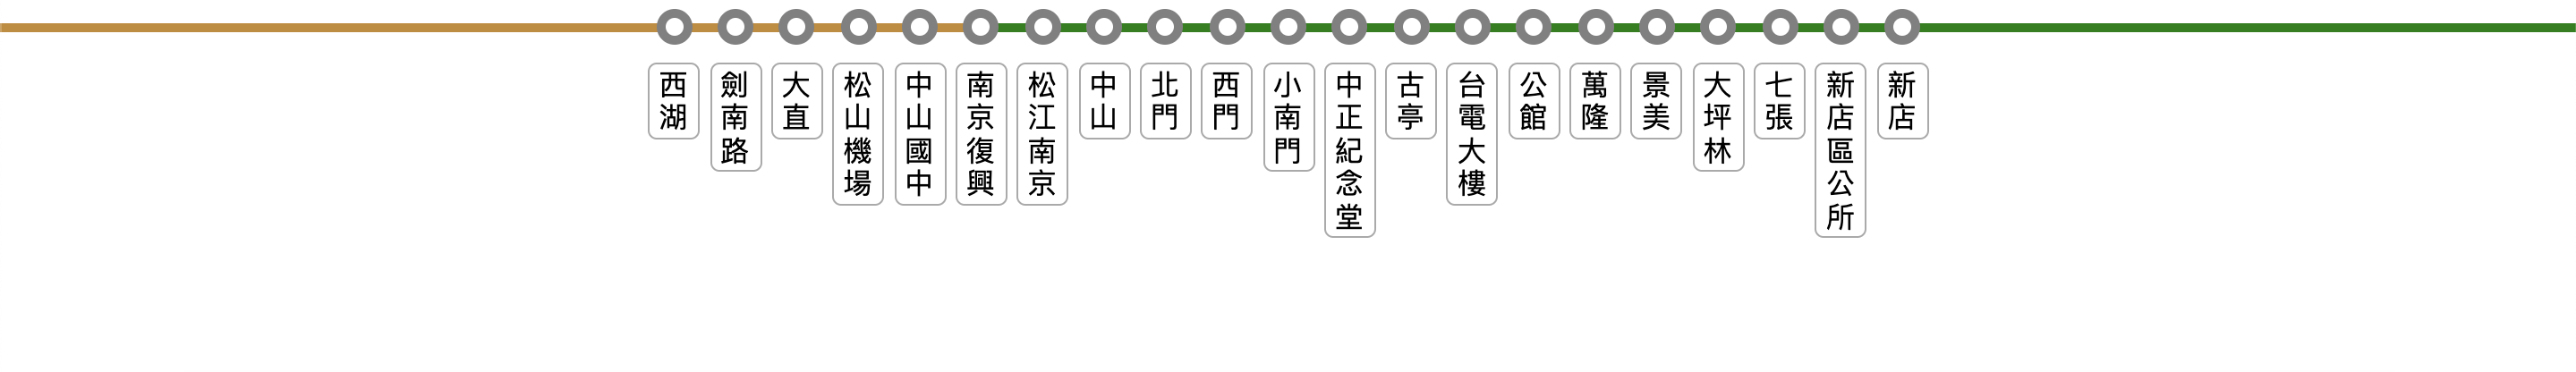 西湖
劍南路
大直
松山機場
中山國中
南京復興
松江南京
中山
北門
西門
小南門
中正紀念堂
古亭
台電大樓
公館
萬隆
景美
大坪林
七張
新店區公所
新店